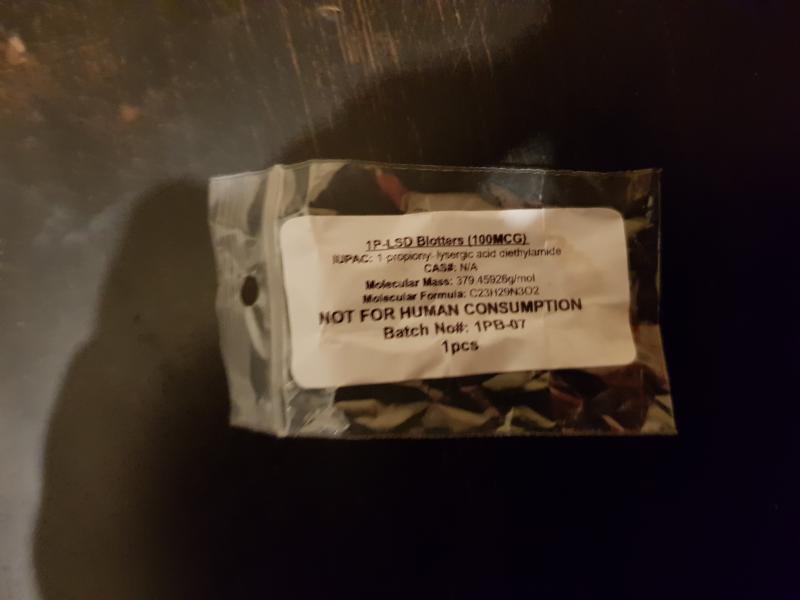 1P-LSD Blotters (100MCG)
IUPAC: 1 propiony- lysergic acid diethylamide
CAS#: N/A
Molecular Mass: 379.45926g/mol
Molecular Formula: C23H29N3O2
NOT FOR HUMAN CONSUMPTION
Batch No#: 1PB-07
1pcs